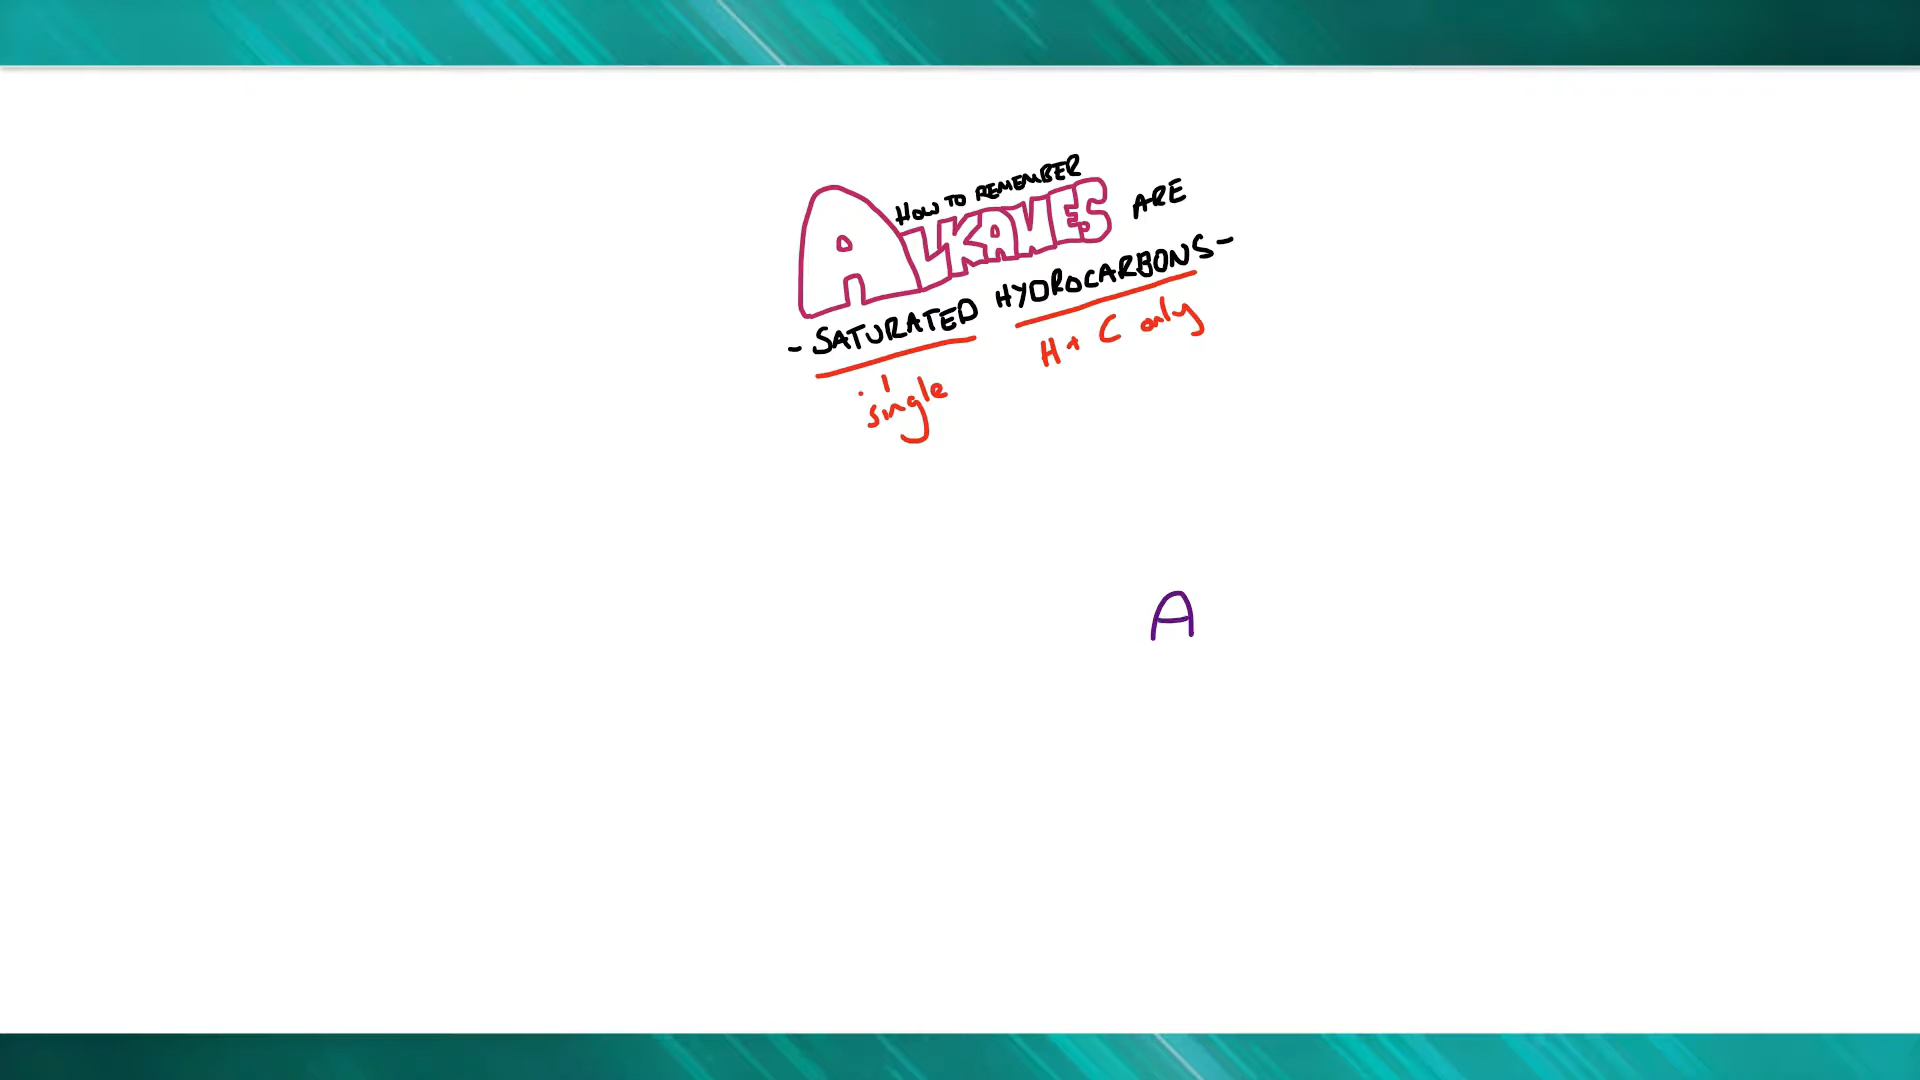 HOW TO REMEMBER
ALKANES ARE
- SATURATED HYDROCARBONS -
single
H + C only
A